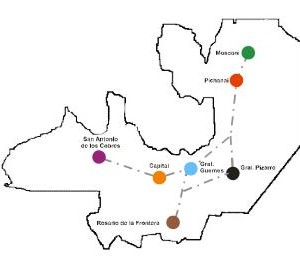 Mosconi
Pichanal
San Antonio
de los Cobres
Capital
Gral.
Guemes
Gral. Pizarro
Rosario de la Frontera